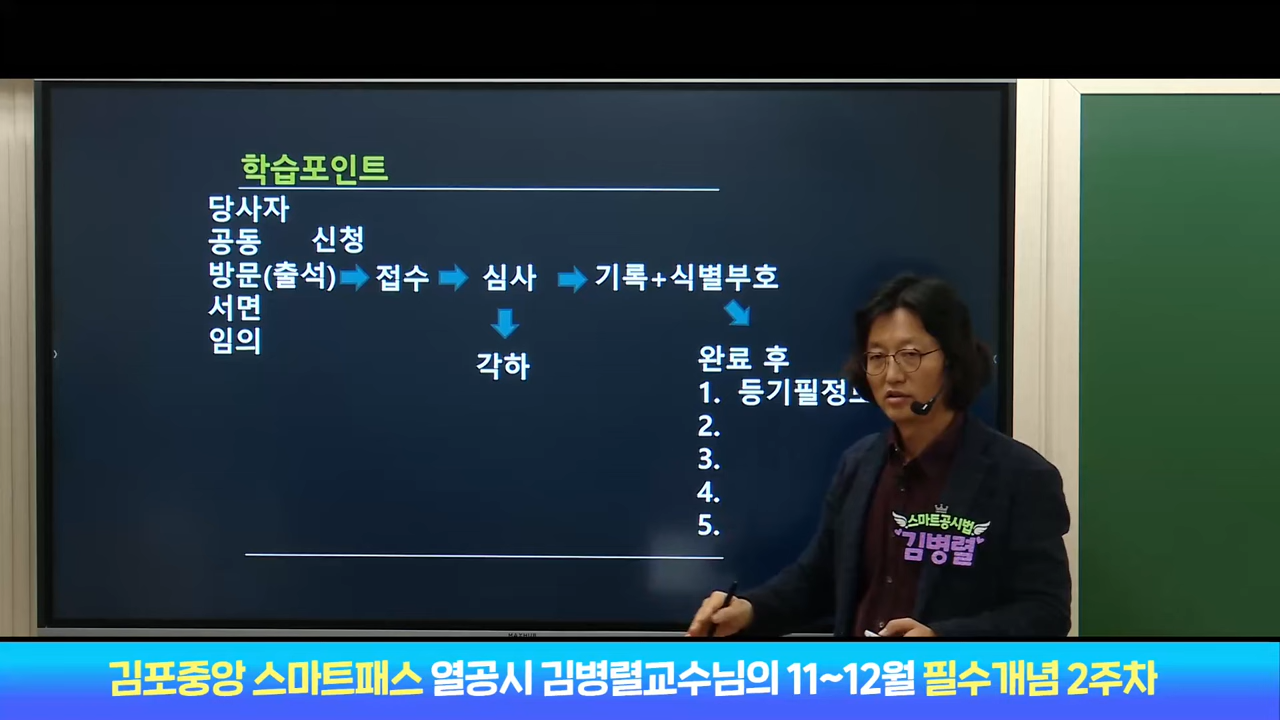 학습포인트
당사자
공동 신청
방문(출석) 접수 심사 기록+식별부호
서면
임의
각하
완료 후
1. 등기필정보
2.
3.
4.
5.
스마트공시법
김병렬
김포중앙 스마트패스 열공시 김병렬교수님의 11~12월 필수개념 2주차